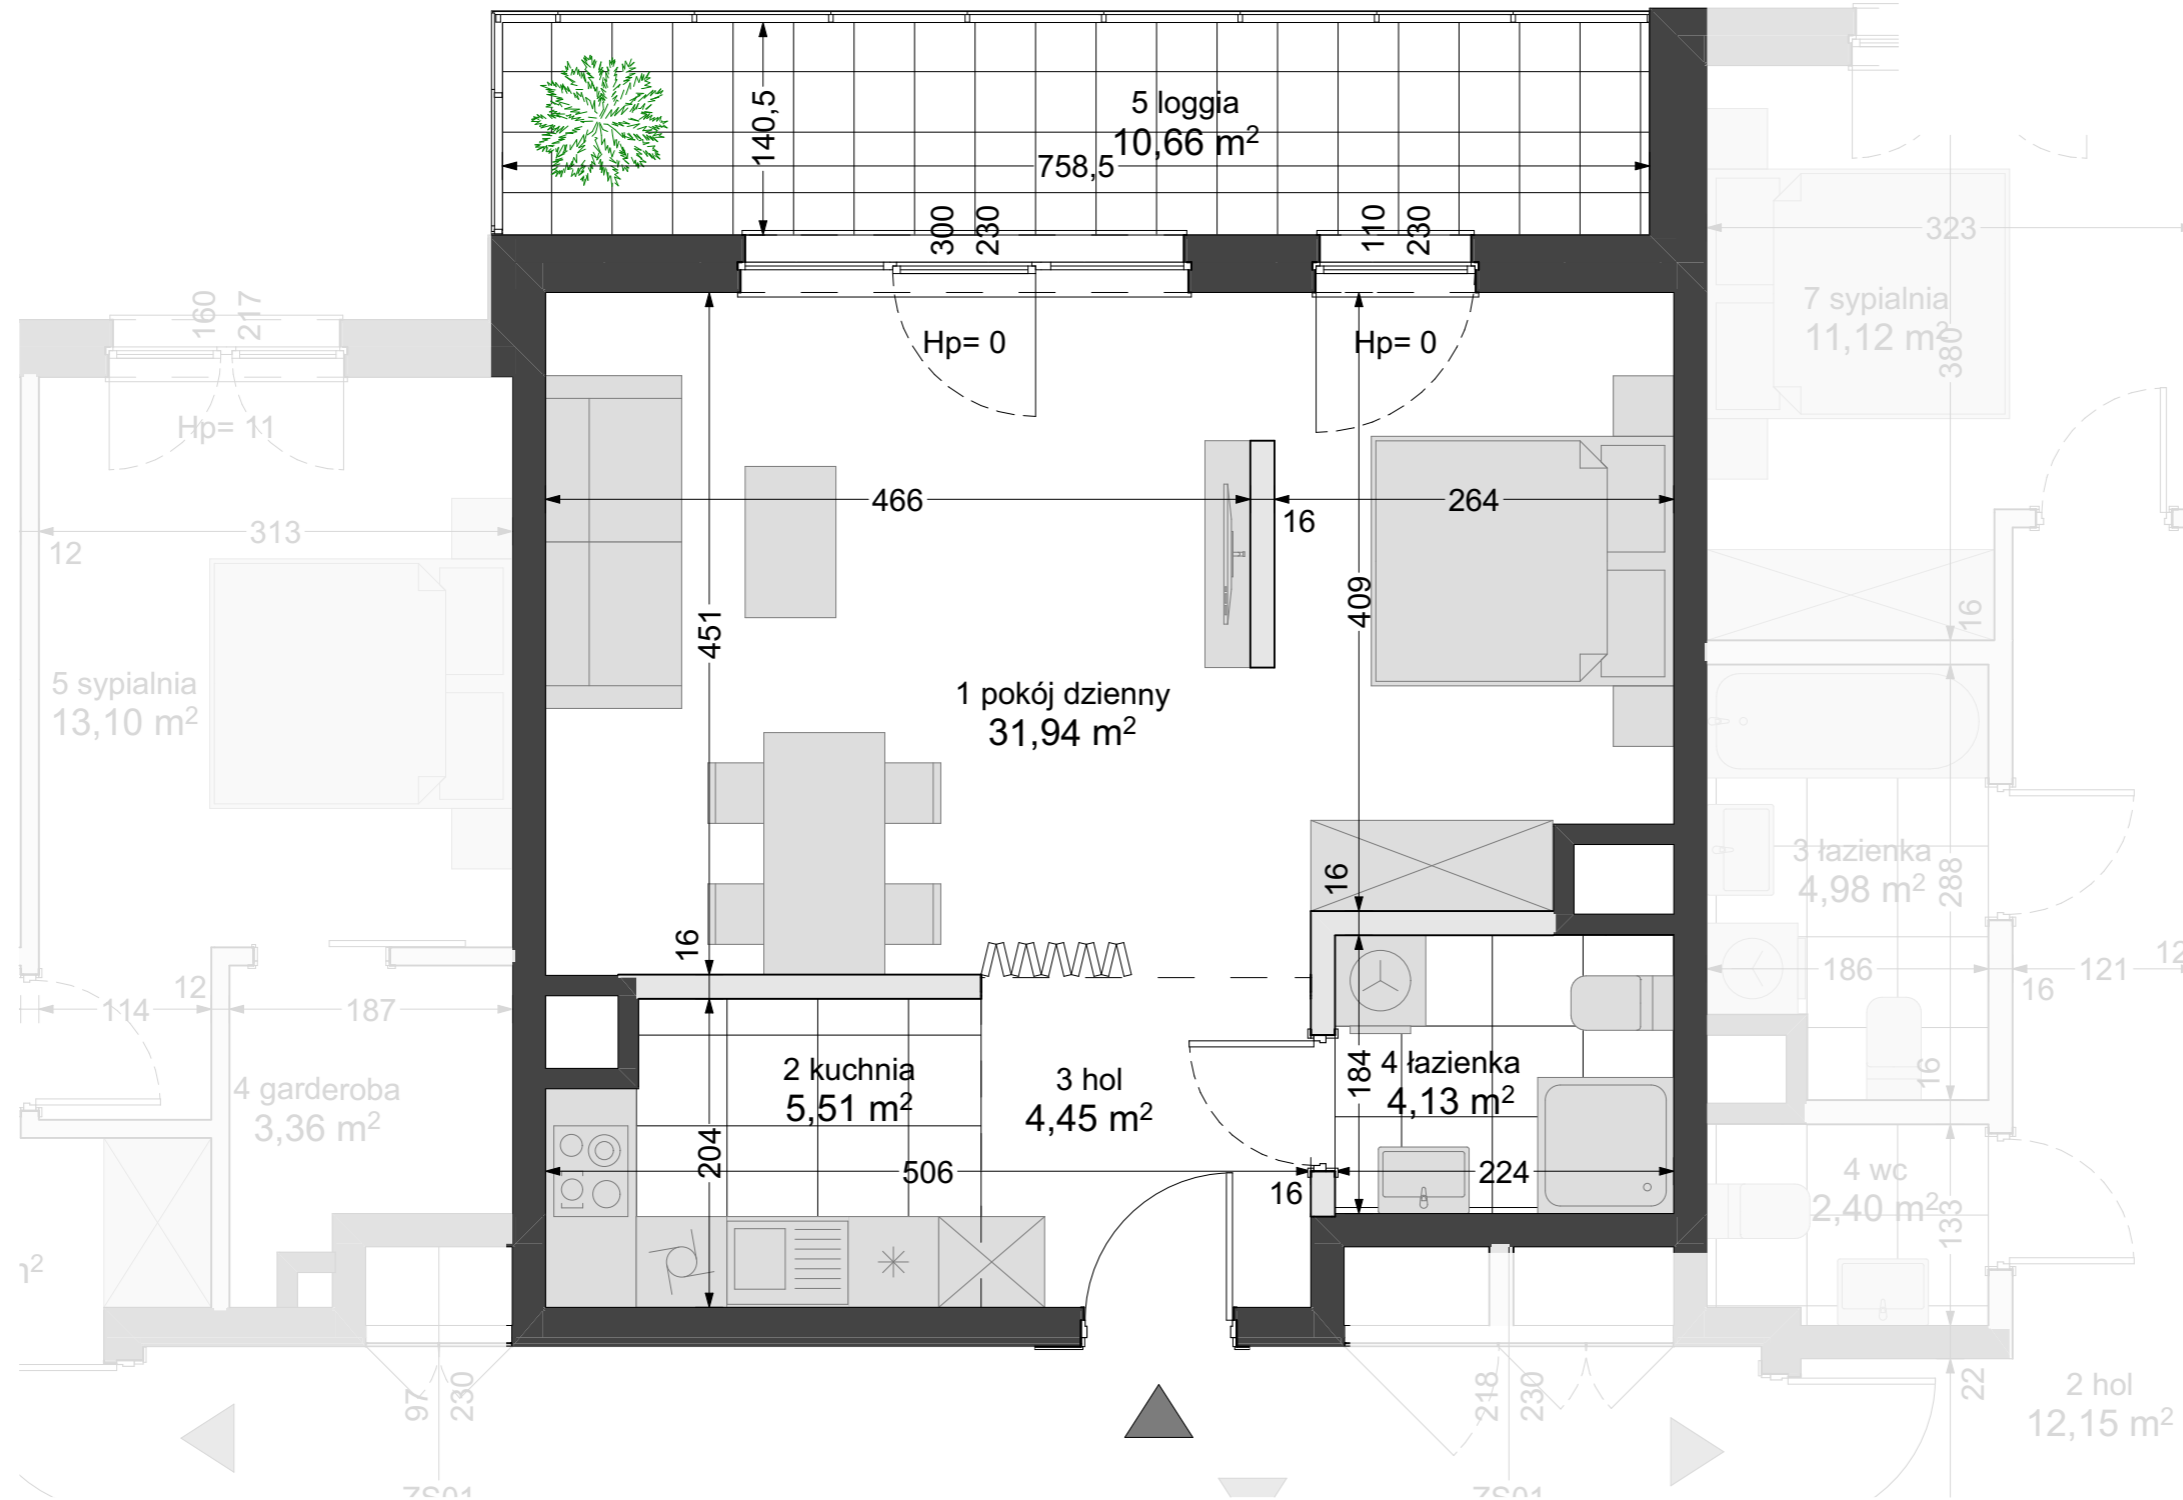 5 loggia
10,66 m²
140,5
758,5
300
230
110
230
323
160
217
7 sypialnia
11,12 m²
380
Hp= 0
Hp= 0
Hp= 11
466
16
264
313
12
451
409
16
5 sypialnia
13,10 m²
1 pokój dzienny
31,94 m²
3 łazienka
4,98 m²
288
16
16
12
114
187
186
16
121
12
2 kuchnia
5,51 m²
3 hol
4,45 m²
4 łazienka
4,13 m²
184
16
4 garderoba
3,36 m²
204
506
16
224
4 wc
2,40 m²
133
97
230
218
230
22
2 hol
12,15 m²